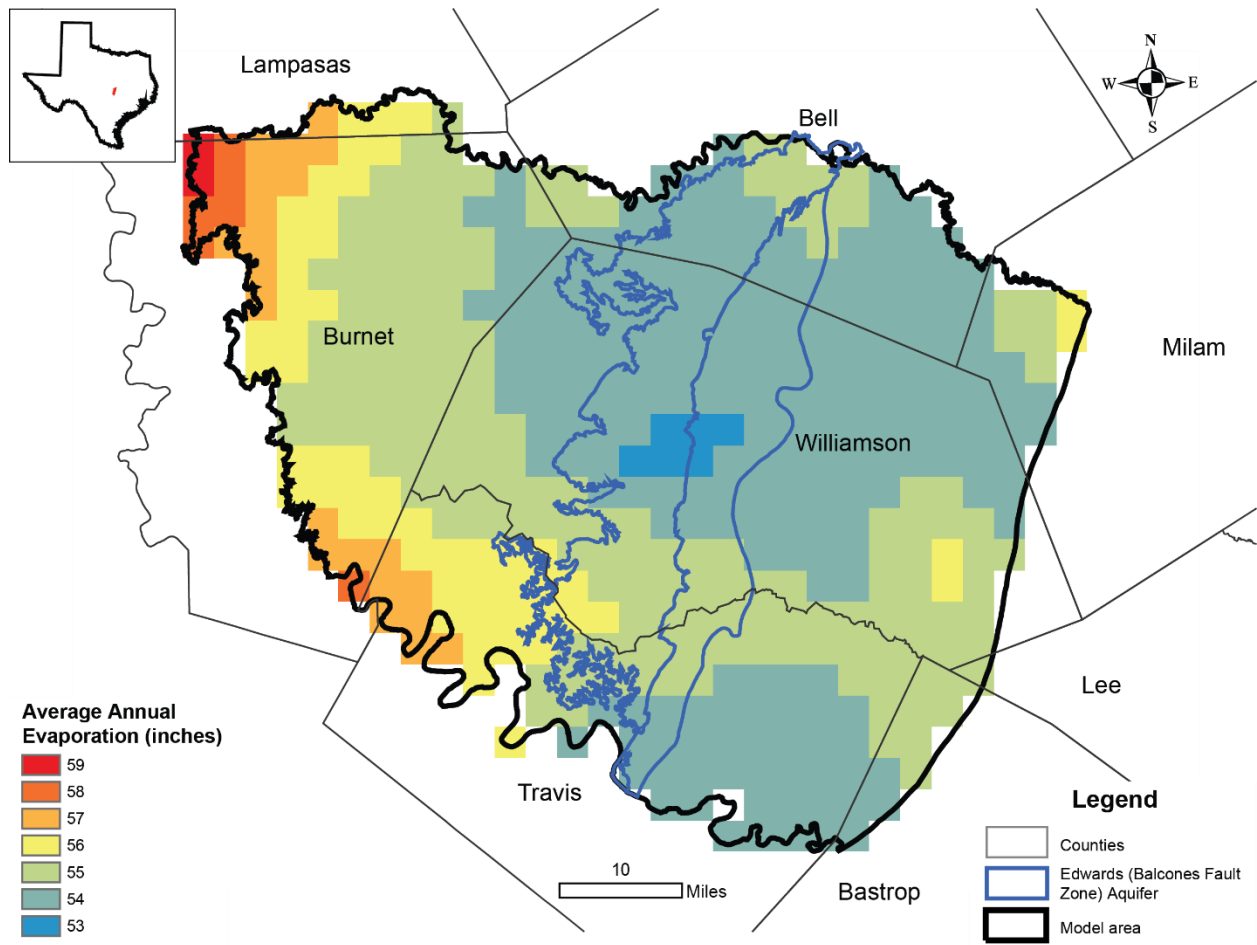 Lampasas
N
W E
S
Bell
Burnet
Milam
Williamson
Lee
Average Annual
Evaporation (inches)
59
58
57
56
55
54
53
Travis
10
Miles
Bastrop
Legend
Counties
Edwards (Balcones Fault
Zone) Aquifer
Model area